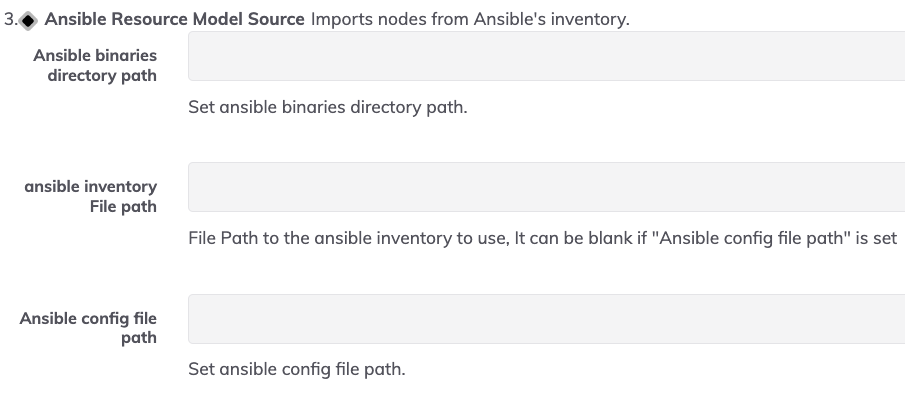 3. Ansible Resource Model Source Imports nodes from Ansible's inventory.
Ansible binaries
directory path
Set ansible binaries directory path.
ansible inventory
File path
File Path to the ansible inventory to use, It can be blank if "Ansible config file path" is set
Ansible config file
path
Set ansible config file path.